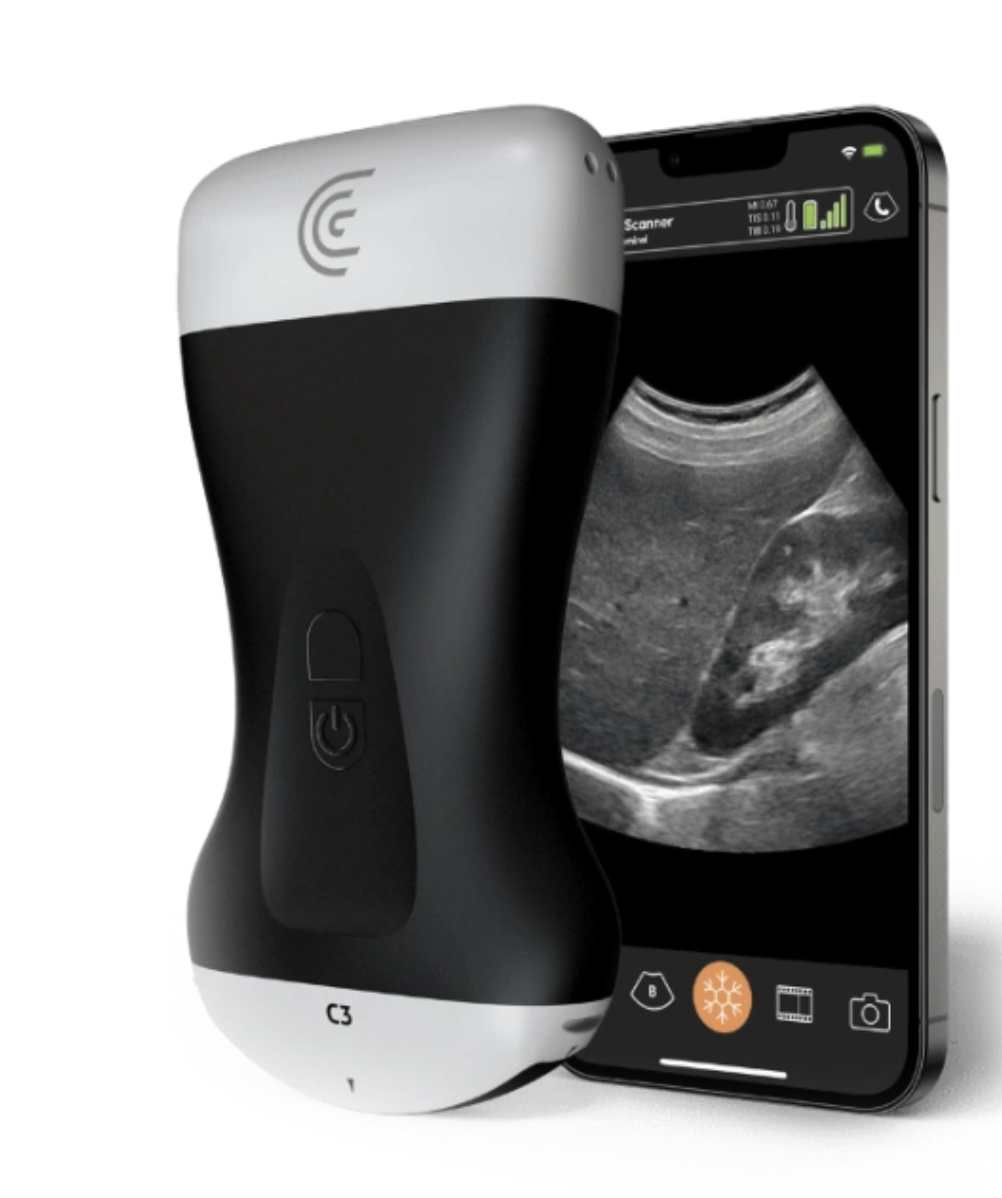 Scanner
MI 0.67
TIS 0.11
TIB 0.19
B
C3